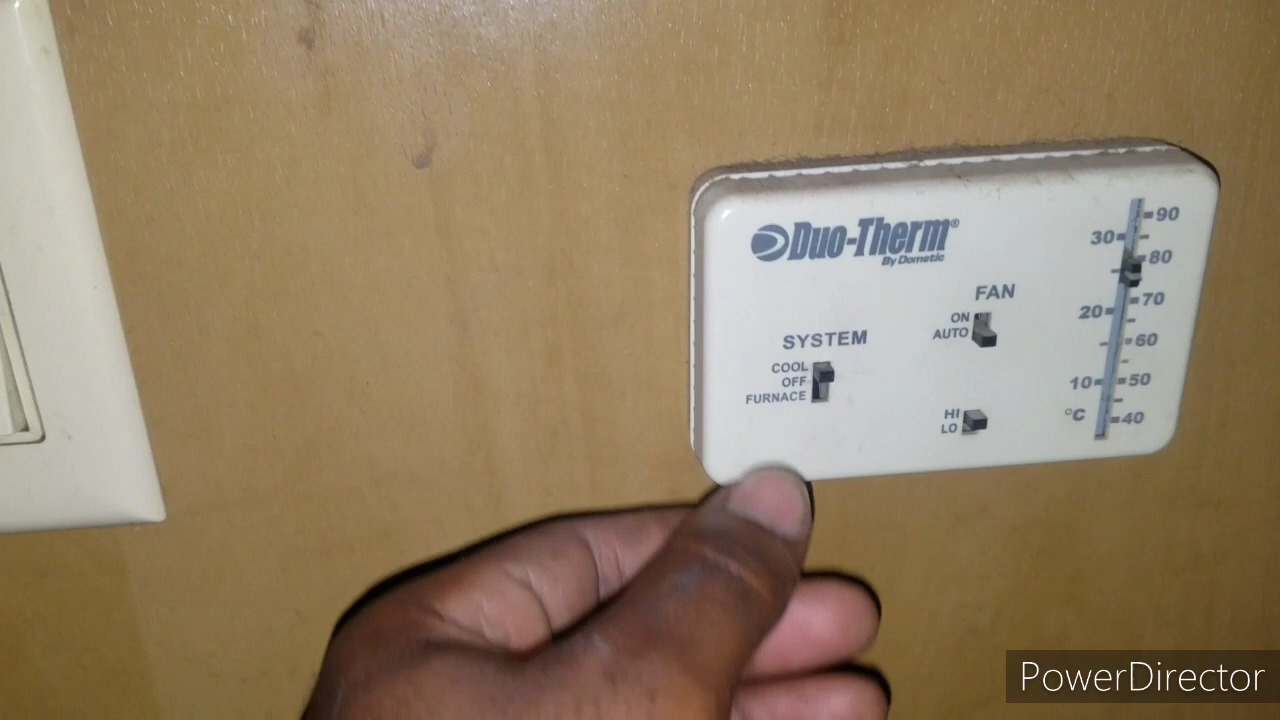 Duo-Therm®
By Dometic
SYSTEM
COOL
OFF
FURNACE
FAN
ON
AUTO
HI
LO
90
30
80
70
20
60
10 50
°C 40
PowerDirector